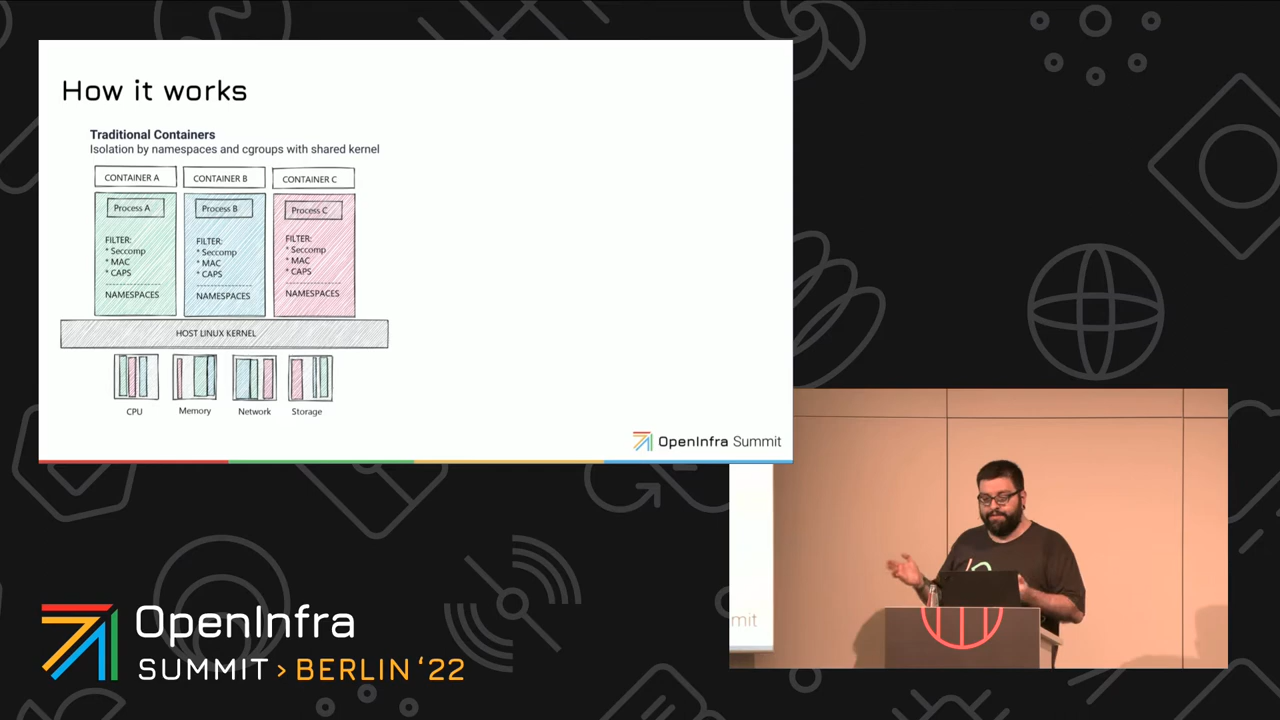 How it works
Traditional Containers
Isolation by namespaces and cgroups with shared kernel
CONTAINER A
CONTAINER B
CONTAINER C
Process A
Process B
Process C
FILTER:
* Seccomp
* MAC
* CAPS
NAMESPACES
FILTER:
* Seccomp
* MAC
* CAPS
NAMESPACES
FILTER:
* Seccomp
* MAC
* CAPS
NAMESPACES
HOST LINUX KERNEL
CPU
Memory
Network
Storage
OpenInfra Summit
mit
OpenInfra
SUMMIT > BERLIN ‘22